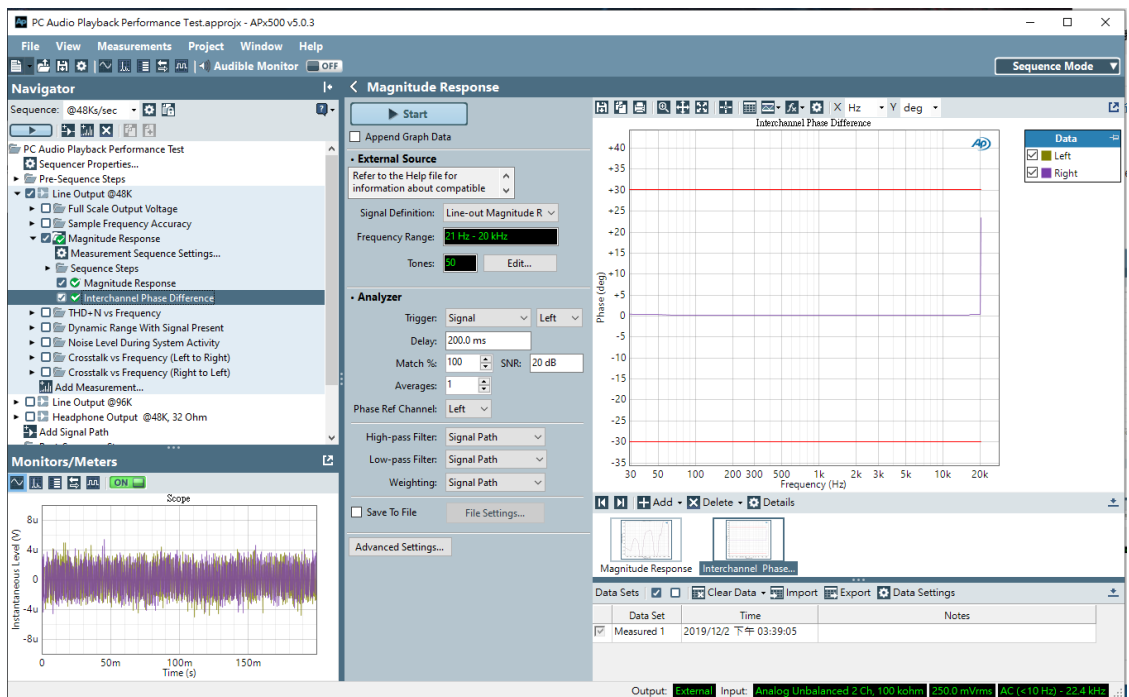 PC Audio Playback Performance Test.approjx - APx500 v5.0.3
File View Measurements Project Window Help
Audible Monitor OFF
Sequence Mode
Navigator
Sequence: @48Ks/sec
PC Audio Playback Performance Test
Sequencer Properties...
Pre-Sequence Steps
Line Output @48K
Full Scale Output Voltage
Sample Frequency Accuracy
Magnitude Response
Measurement Sequence Settings...
Sequence Steps
Magnitude Response
Interchannel Phase Difference
THD+N vs Frequency
Dynamic Range With Signal Present
Noise Level During System Activity
Crosstalk vs Frequency (Left to Right)
Crosstalk vs Frequency (Right to Left)
Add Measurement...
Line Output @96K
Headphone Output @48K, 32 Ohm
Add Signal Path
Monitors/Meters
ON
Scope
Instantaneous Level (V)
8u
4u
0
-4u
-8u
0 50m 100m 150m
Time (s)
Magnitude Response
Start
Append Graph Data
External Source
Refer to the Help file for
information about compatible
Signal Definition: Line-out Magnitude R
Frequency Range: 21 Hz - 20 kHz
Tones: 50 Edit...
Analyzer
Trigger: Signal Left
Delay: 200.0 ms
Match %: 100 SNR: 20 dB
Averages: 1
Phase Ref Channel: Left
High-pass Filter: Signal Path
Low-pass Filter: Signal Path
Weighting: Signal Path
Save To File File Settings...
Advanced Settings...
X Hz Y deg
Interchannel Phase Difference
AP
Data
Left
Right
Phase (deg)
+40
+35
+30
+25
+20
+15
+10
+5
0
-5
-10
-15
-20
-25
-30
-35
30 50 100 200 300 500 1k 2k 3k 5k 10k 20k
Frequency (Hz)
Add Delete Details
Magnitude Response Interchannel Phase...
Data Sets Clear Data Import Export Data Settings
Data Set Time Notes
Measured 1 2019/12/2 下午 03:39:05
Output: External Input: Analog Unbalanced 2 Ch, 100 kohm 250.0 mVrms AC (<10 Hz) - 22.4 kHz